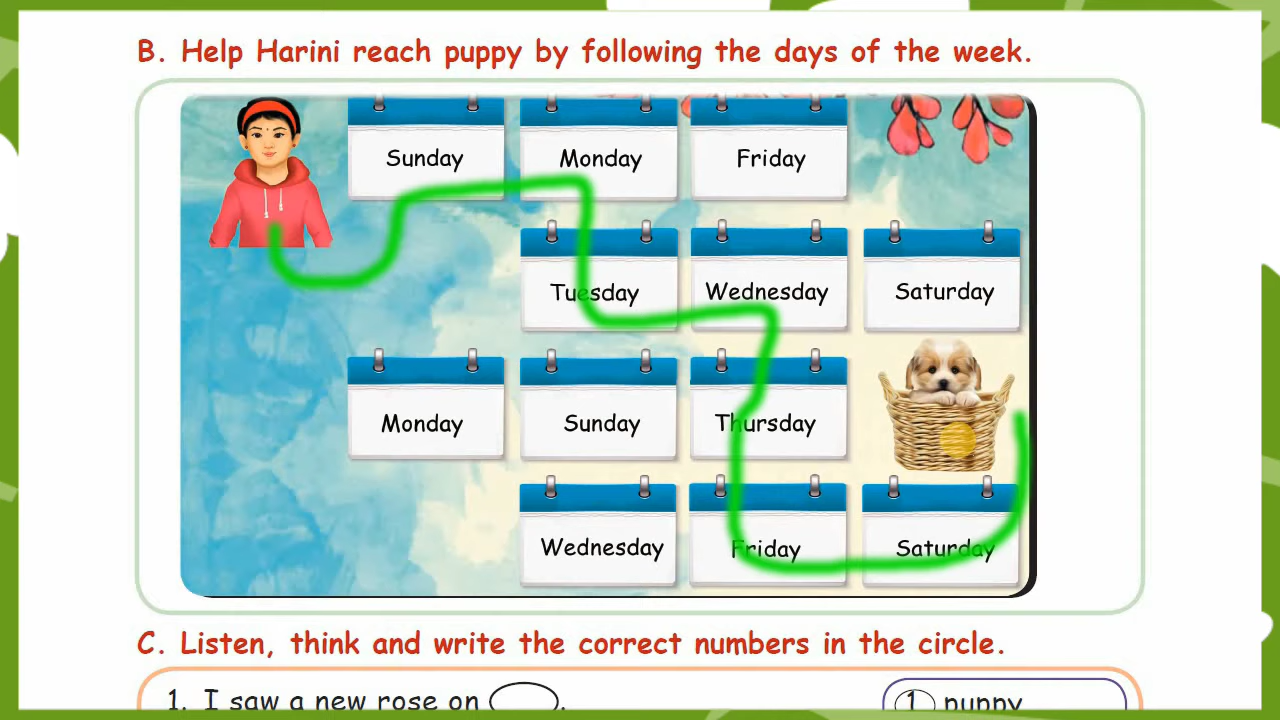 B. Help Harini reach puppy by following the days of the week.
Sunday Monday Friday
Tuesday Wednesday Saturday
Monday Sunday Thursday
Wednesday Friday Saturday
C. Listen, think and write the correct numbers in the circle.
1. I saw a new rose on .
1 puppy